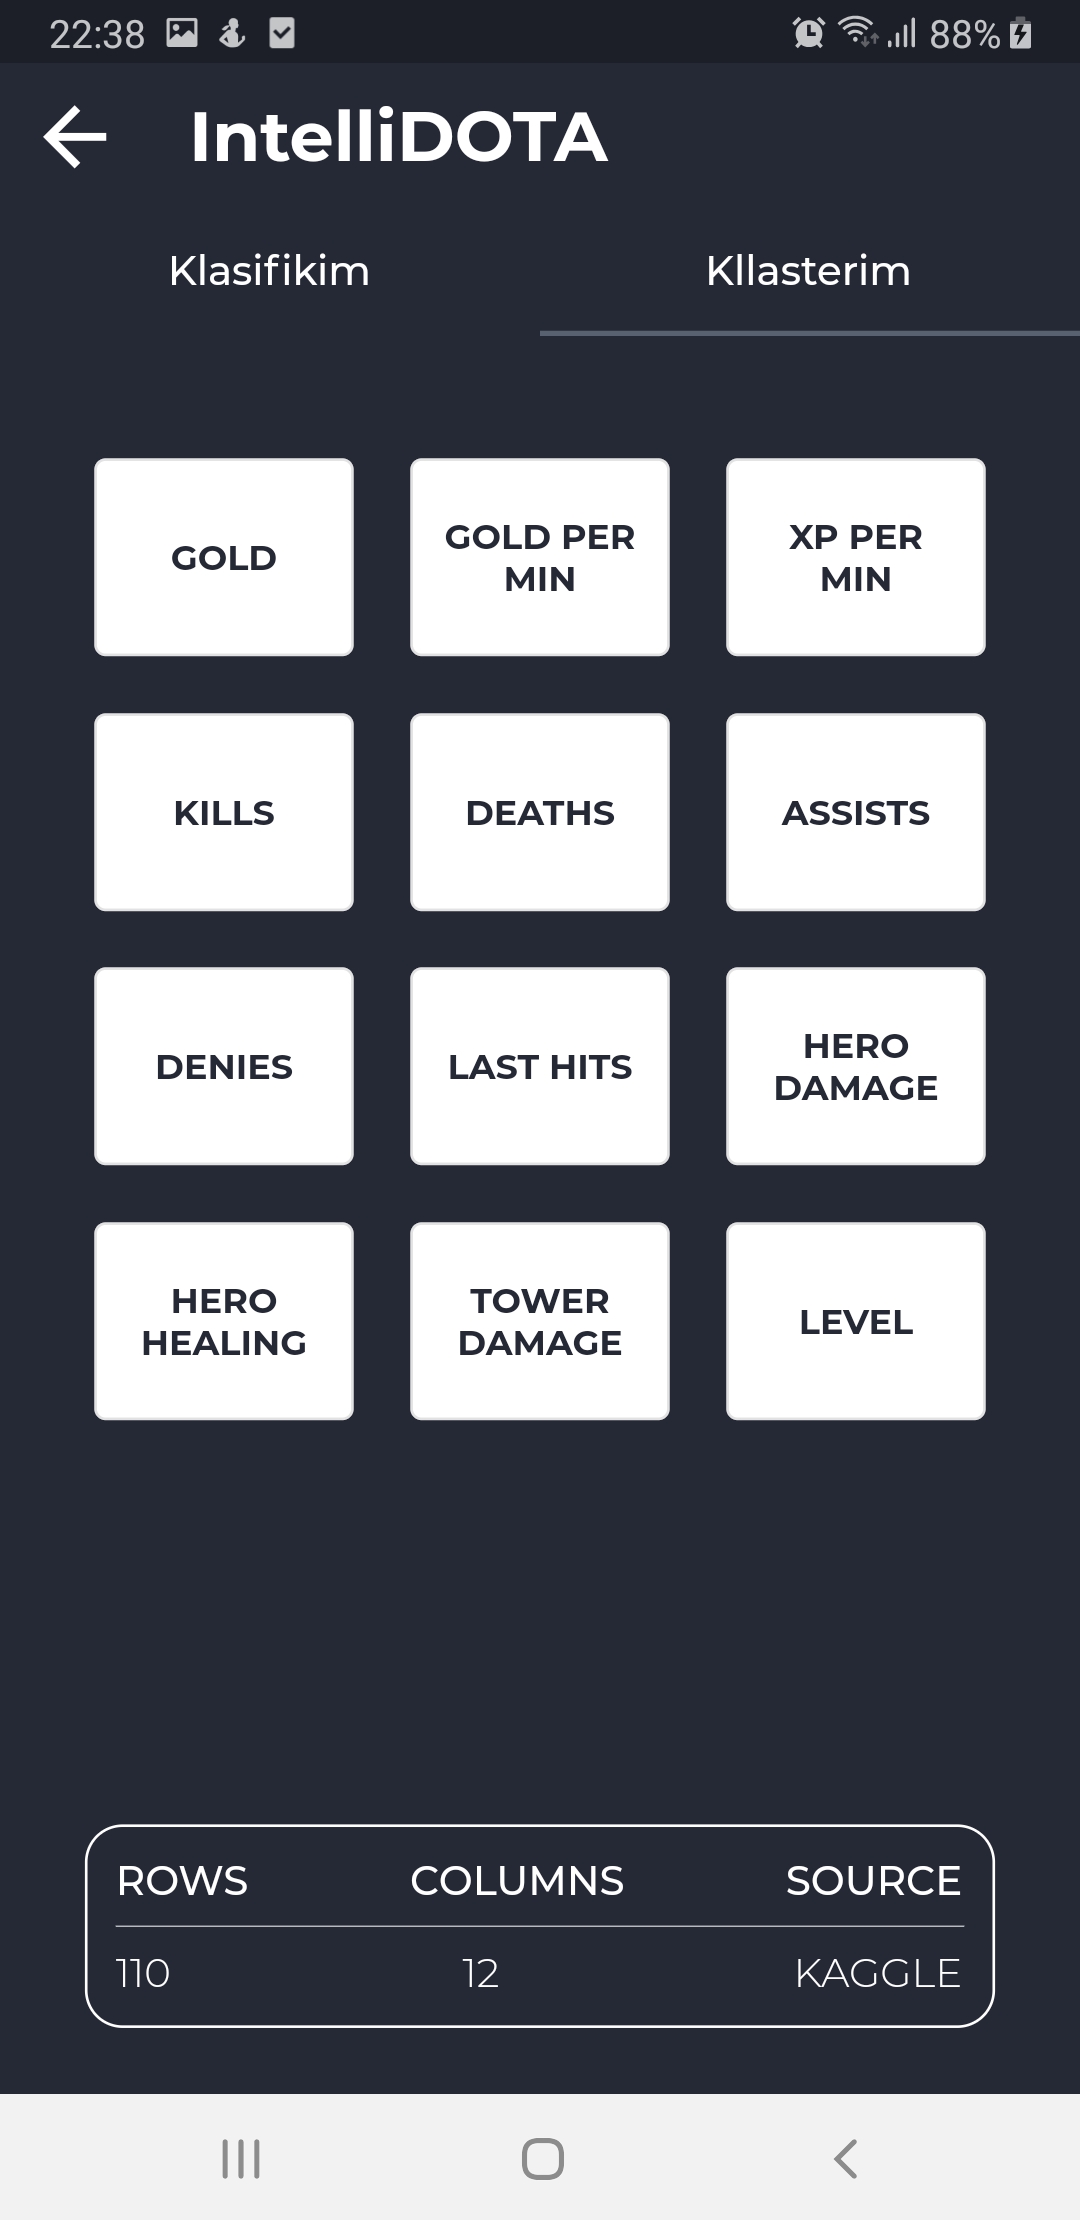 22:38
88%
IntelliDOTA
Klasifikim
Kllasterim
GOLD
GOLD PER
MIN
XP PER
MIN
KILLS
DEATHS
ASSISTS
DENIES
LAST HITS
HERO
DAMAGE
HERO
HEALING
TOWER
DAMAGE
LEVEL
ROWS COLUMNS SOURCE
110 12 KAGGLE